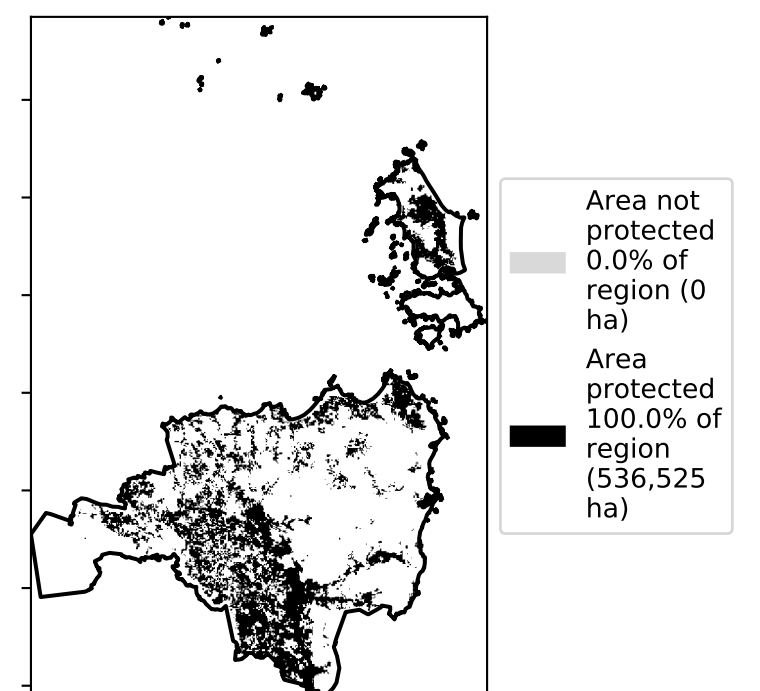 Area not
protected
0.0% of
region (0
ha)
Area
protected
100.0% of
region
(536,525
ha)